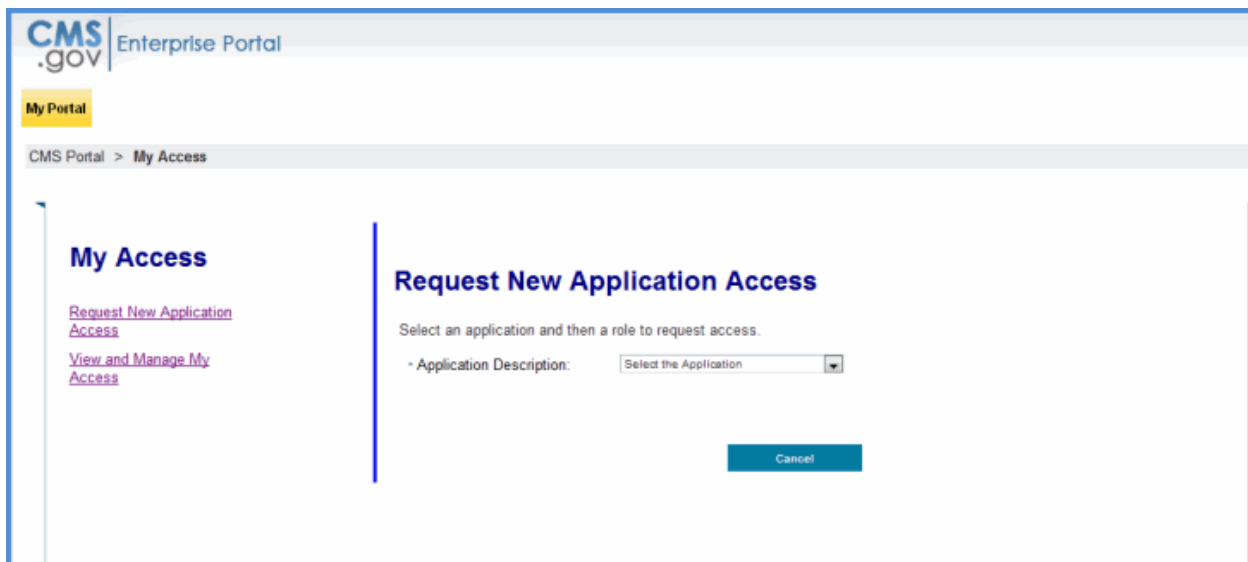 CMS
.gov
Enterprise Portal
My Portal
CMS Portal > My Access
My Access
Request New Application
Access
View and Manage My
Access
Request New Application Access
Select an application and then a role to request access.
* Application Description: Select the Application
Cancel